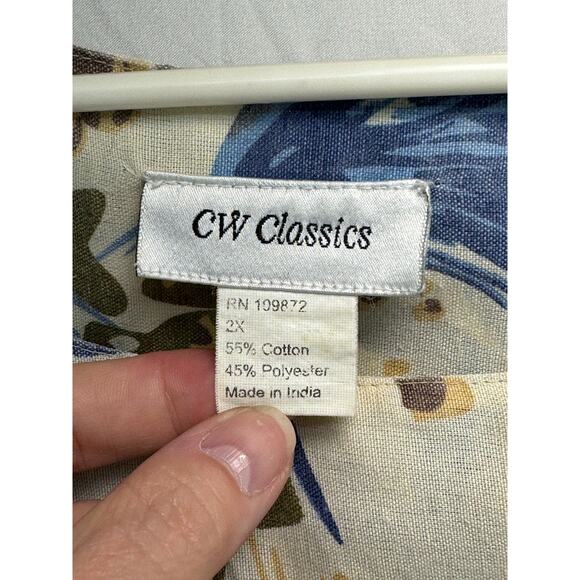 CW Classics
RN 109872
2X
55% Cotton
45% Polyester
Made in India